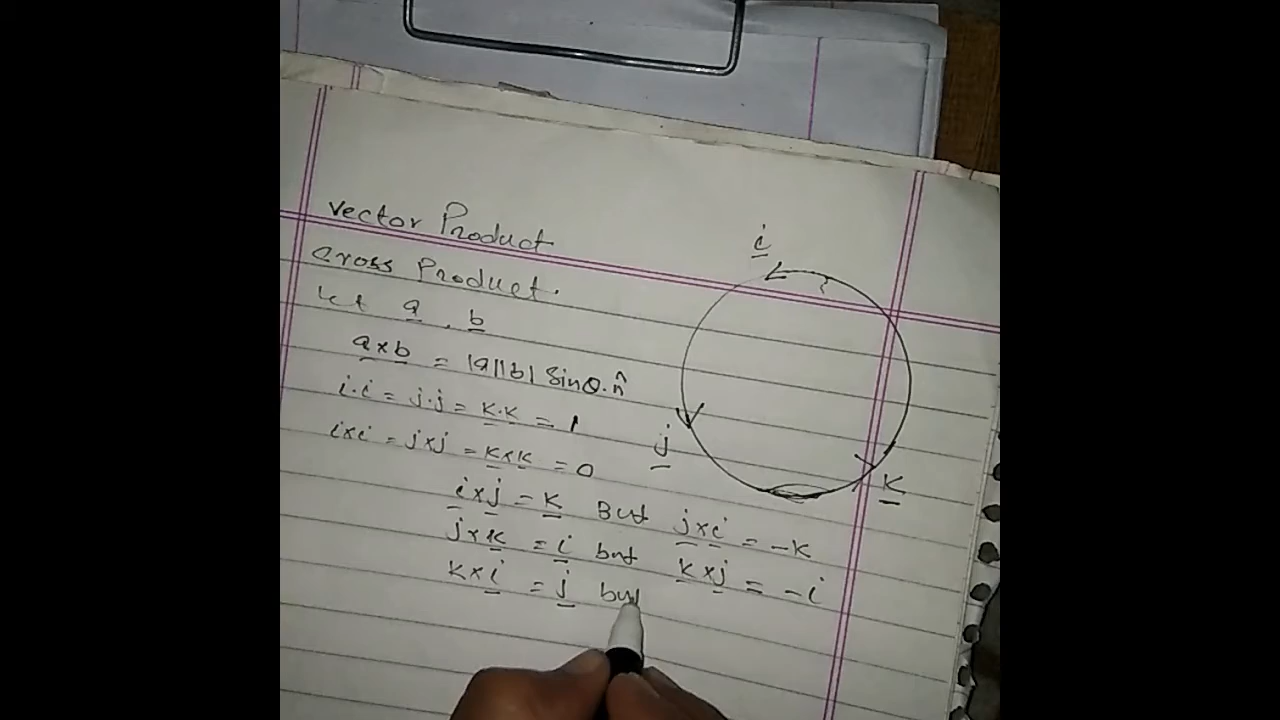 Vector Product
Cross Product.
Let a, b
a×b = |a||b| Sinθ.n̂
i.i = j.j = k.k = 1
i×i = j×j = k×k = 0
i×j = k But j×i = -k
j×k = i but k×j = -i
k×i = j but
i
j
k